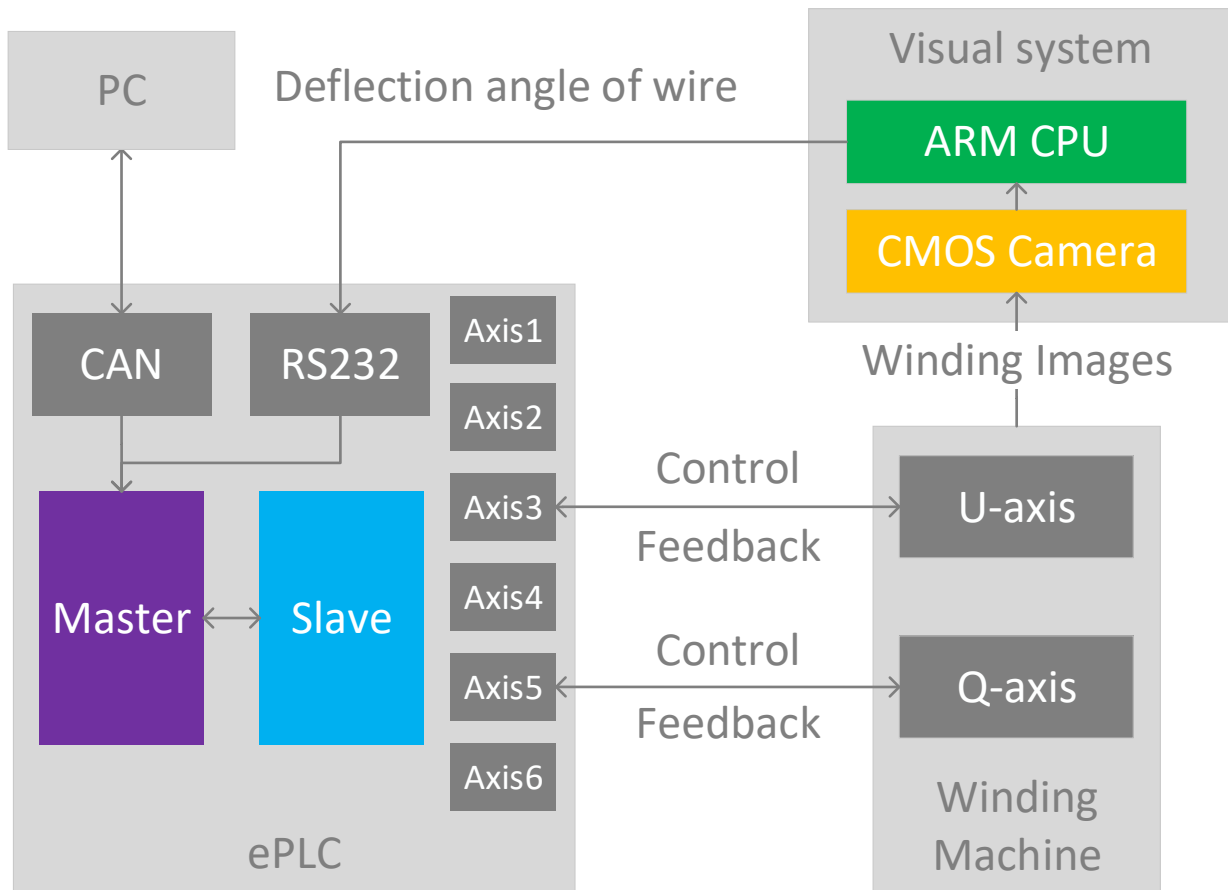 PC
Deflection angle of wire
Visual system
ARM CPU
CMOS Camera
Winding Images
CAN
RS232
Axis1
Axis2
Axis3
Axis4
Axis5
Axis6
Master
Slave
ePLC
Control
Feedback
Control
Feedback
U-axis
Q-axis
Winding
Machine